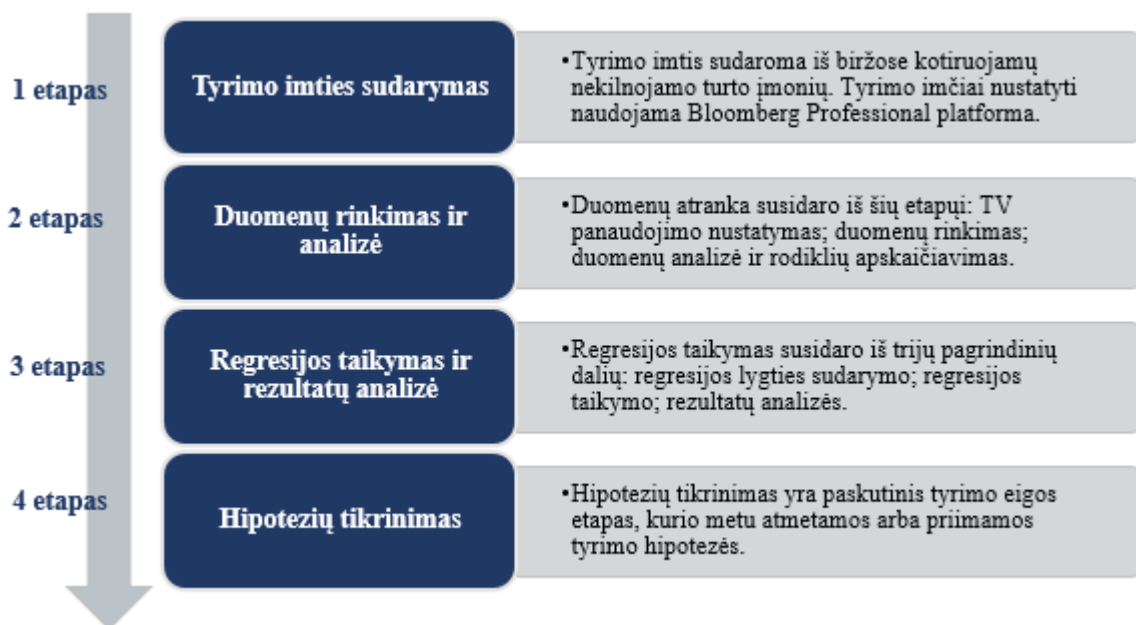 1 etapas
Tyrimo imties sudarymas
•Tyrimo imtis sudaroma iš biržose kotiruojamų
nekilnojamo turto įmonių. Tyrimo imčiai nustatyti
naudojama Bloomberg Professional platforma.
2 etapas
Duomenų rinkimas ir
analizė
•Duomenų atranka susidaro iš šių etapųi: TV
panaudojimo nustatymas; duomenų rinkimas;
duomenų analizė ir rodiklių apskaičiavimas.
3 etapas
Regresijos taikymas ir
rezultatų analizė
•Regresijos taikymas susidaro iš trijų pagrindinių
dalių: regresijos lygties sudarymo; regresijos
taikymo; rezultatų analizės.
4 etapas
Hipotezių tikrinimas
•Hipotezių tikrinimas yra paskutinis tyrimo eigos
etapas, kurio metu atmetamos arba priimamos
tyrimo hipotezės.